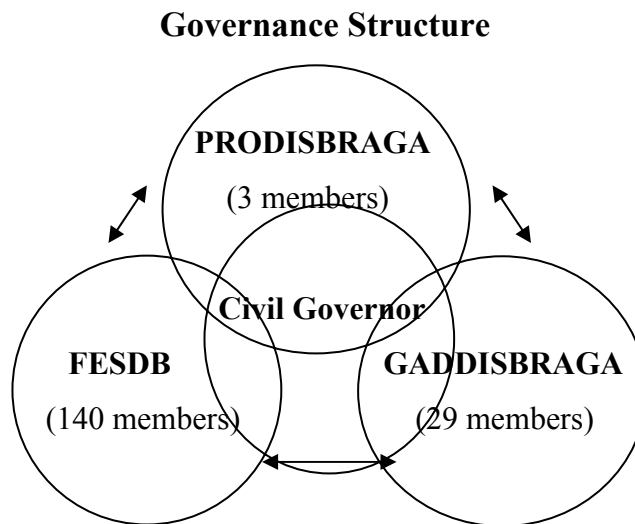 Governance Structure
PRODISBRAGA
(3 members)
Civil Governor
FESDB
(140 members)
GADDISBRAGA
(29 members)